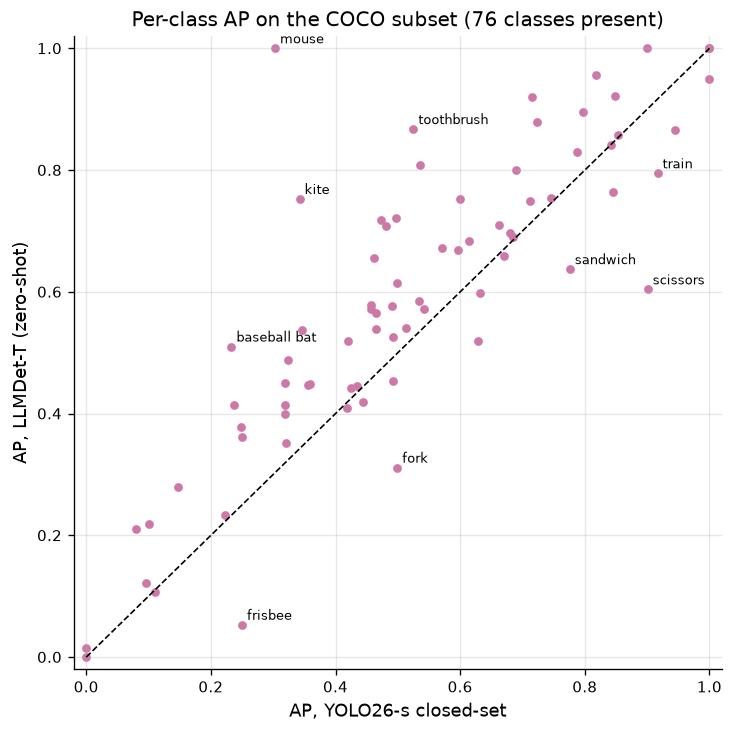 Per-class AP on the COCO subset (76 classes present)
mouse
toothbrush
kite
train
sandwich
scissors
baseball bat
fork
frisbee
1.0
0.8
0.6
0.4
0.2
0.0
AP, LLMDet-T (zero-shot)
0.0 0.2 0.4 0.6 0.8 1.0
AP, YOLO26-s closed-set